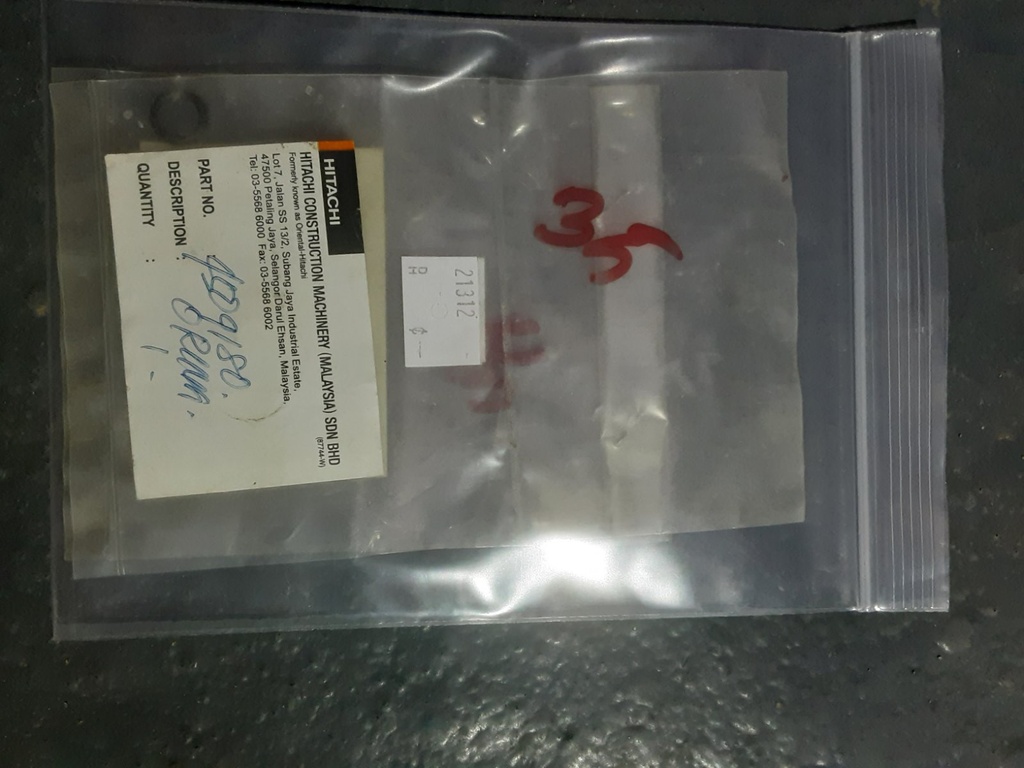 HITACHI
HITACHI CONSTRUCTION MACHINERY (MALAYSIA) SDN BHD
(87744-W)
Formerly known as Oriental-Hitachi
Lot 7, Jalan SS 13/2, Subang Jaya Industrial Estate,
47500 Petaling Jaya, Selangor Darul Ehsan, Malaysia.
Tel: 03-5568 6000 Fax: 03-5568 6002
PART NO. : 4509180.
DESCRIPTION : O RING.
QUANTITY : 1 -
21312 -